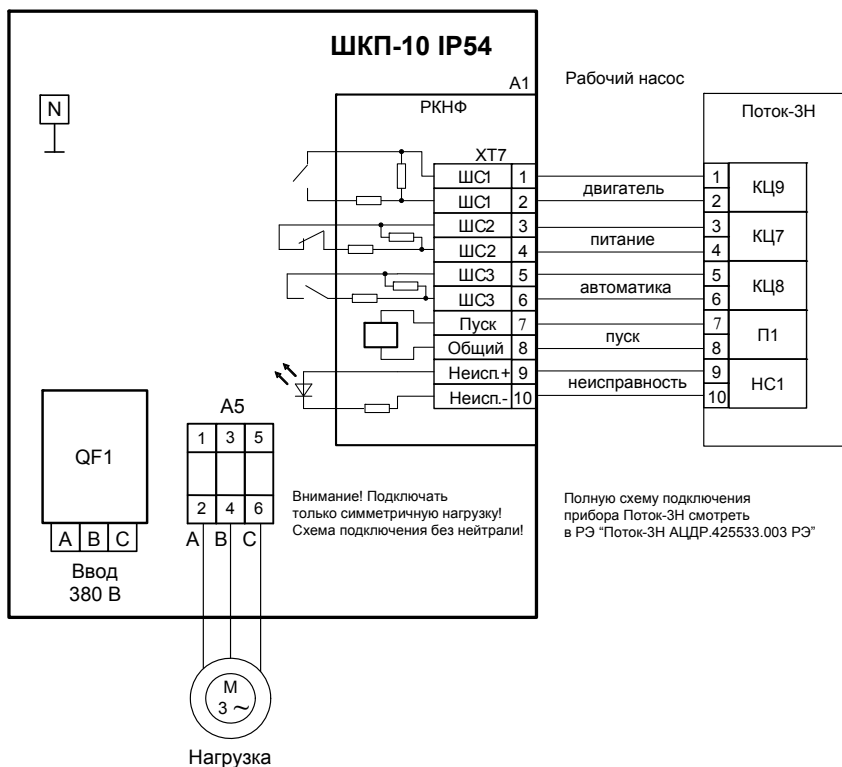 ШКП-10 IP54
A1
Рабочий насос
N
РКНФ
Поток-3Н
XT7
ШС1 1
ШС1 2
ШС2 3
ШС2 4
ШС3 5
ШС3 6
Пуск 7
Общий 8
Неисп.+ 9
Неисп.- 10
двигатель
питание
автоматика
пуск
неисправность
1
2
КЦ9
3
4
КЦ7
5
6
КЦ8
7
8
П1
9
10
НС1
QF1
A B C
Ввод
380 В
A5
1 3 5
2 4 6
A B C
Внимание! Подключать
только симметричную нагрузку!
Схема подключения без нейтрали!
Полную схему подключения
прибора Поток-3Н смотреть
в РЭ “Поток-3Н АЦДР.425533.003 РЭ”
М
3 ~
Нагрузка